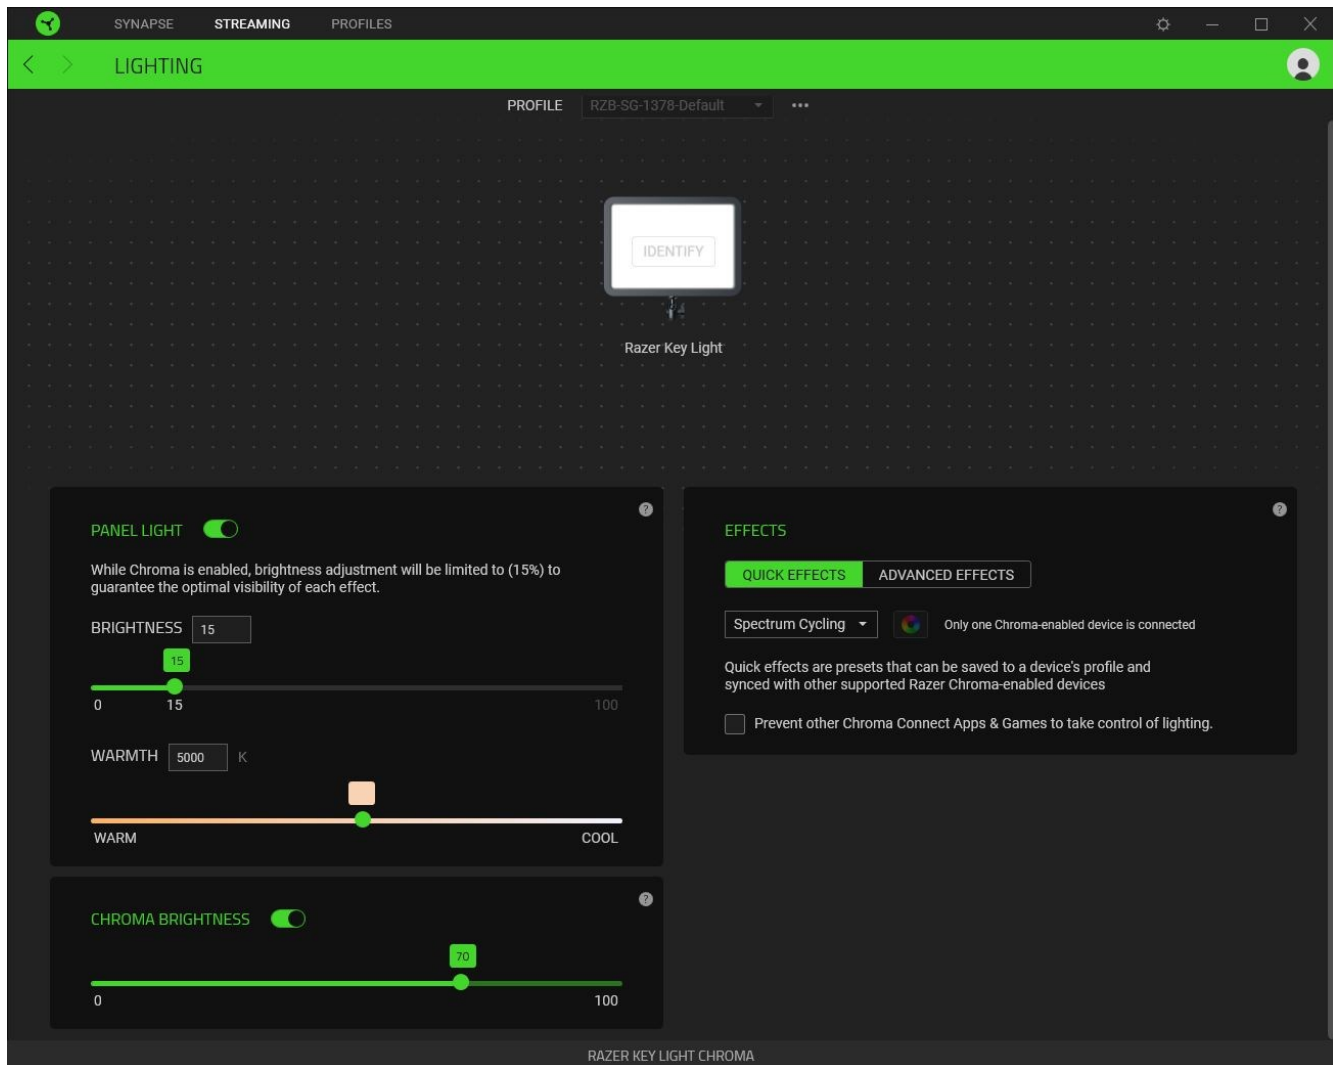 SYNAPSE STREAMING PROFILES
LIGHTING
PROFILE RZB-SG-1378-Default
IDENTIFY
Razer Key Light
PANEL LIGHT
While Chroma is enabled, brightness adjustment will be limited to (15%) to
guarantee the optimal visibility of each effect.
BRIGHTNESS 15
15
0 15 100
WARMTH 5000 K
WARM COOL
CHROMA BRIGHTNESS
70
0 100
EFFECTS
QUICK EFFECTS ADVANCED EFFECTS
Spectrum Cycling Only one Chroma-enabled device is connected
Quick effects are presets that can be saved to a device's profile and
synced with other supported Razer Chroma-enabled devices
Prevent other Chroma Connect Apps & Games to take control of lighting.
RAZER KEY LIGHT CHROMA